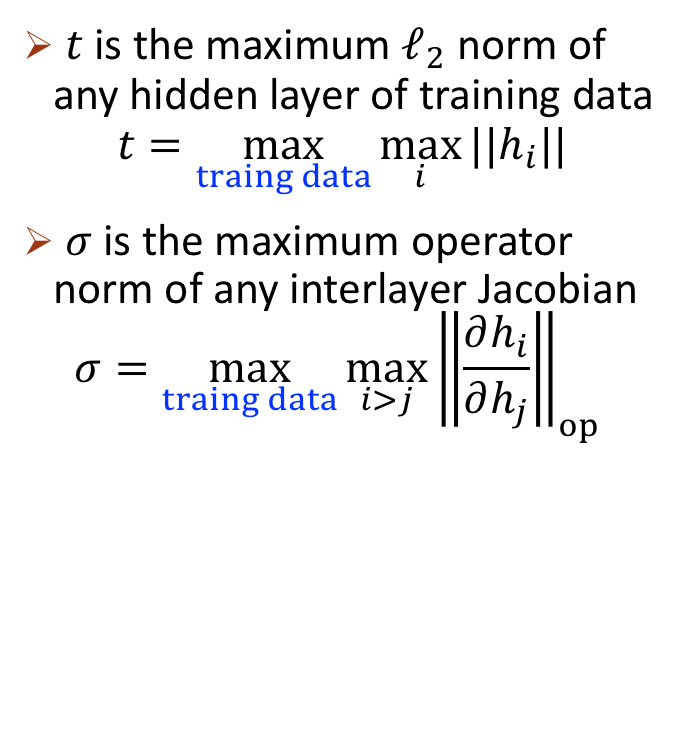 ➢ 𝑡 is the maximum ℓ₂ norm of
any hidden layer of training data
𝑡 = max max ||ℎᵢ||
traing data 𝑖
➢ 𝜎 is the maximum operator
norm of any interlayer Jacobian
𝜎 = max max ||∂ℎᵢ/∂ℎⱼ||op
traing data 𝑖>𝑗